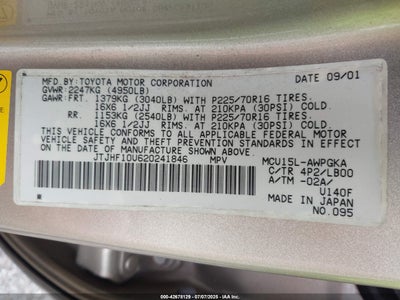 MFD.BY:TOYOTA MOTOR CORPORATION 09/01
GVWR:2247KG (4950LB)
GAWR:FRT. 1379KG (3040LB) WITH P225/70R16 TIRES.
16X6 1/2JJ RIMS, AT 210KPA (30PSI) COLD.
RR. 1153KG (2540LB) WITH P225/70R16 TIRES.
16X6 1/2JJ RIMS, AT 210KPA (30PSI) COLD.
THIS VEHICLE CONFORMS TO ALL APPLICABLE FEDERAL MOTOR
VEHICLE SAFETY AND THEFT PREVENTION STANDARDS IN
EFFECT ON THE DATE OF MANUFACTURE SHOWN ABOVE.
JTJHF10U620241846 MPV MCU15L-AWPGKA
C/TR 4P2/LB00
A/TM -02A/
U140F
MADE IN JAPAN
NO.095
000-42678129 - 07/07/2025 - IAA